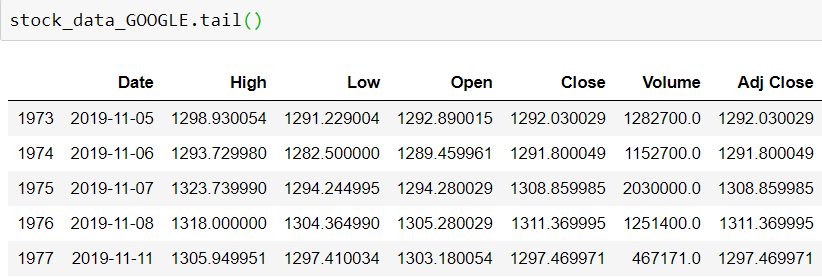 stock_data_GOOGLE.tail()
Date High Low Open Close Volume Adj Close
1973 2019-11-05 1298.930054 1291.229004 1292.890015 1292.030029 1282700.0 1292.030029
1974 2019-11-06 1293.729980 1282.500000 1289.459961 1291.800049 1152700.0 1291.800049
1975 2019-11-07 1323.739990 1294.244995 1294.280029 1308.859985 2030000.0 1308.859985
1976 2019-11-08 1318.000000 1304.364990 1305.280029 1311.369995 1251400.0 1311.369995
1977 2019-11-11 1305.949951 1297.410034 1303.180054 1297.469971 467171.0 1297.469971